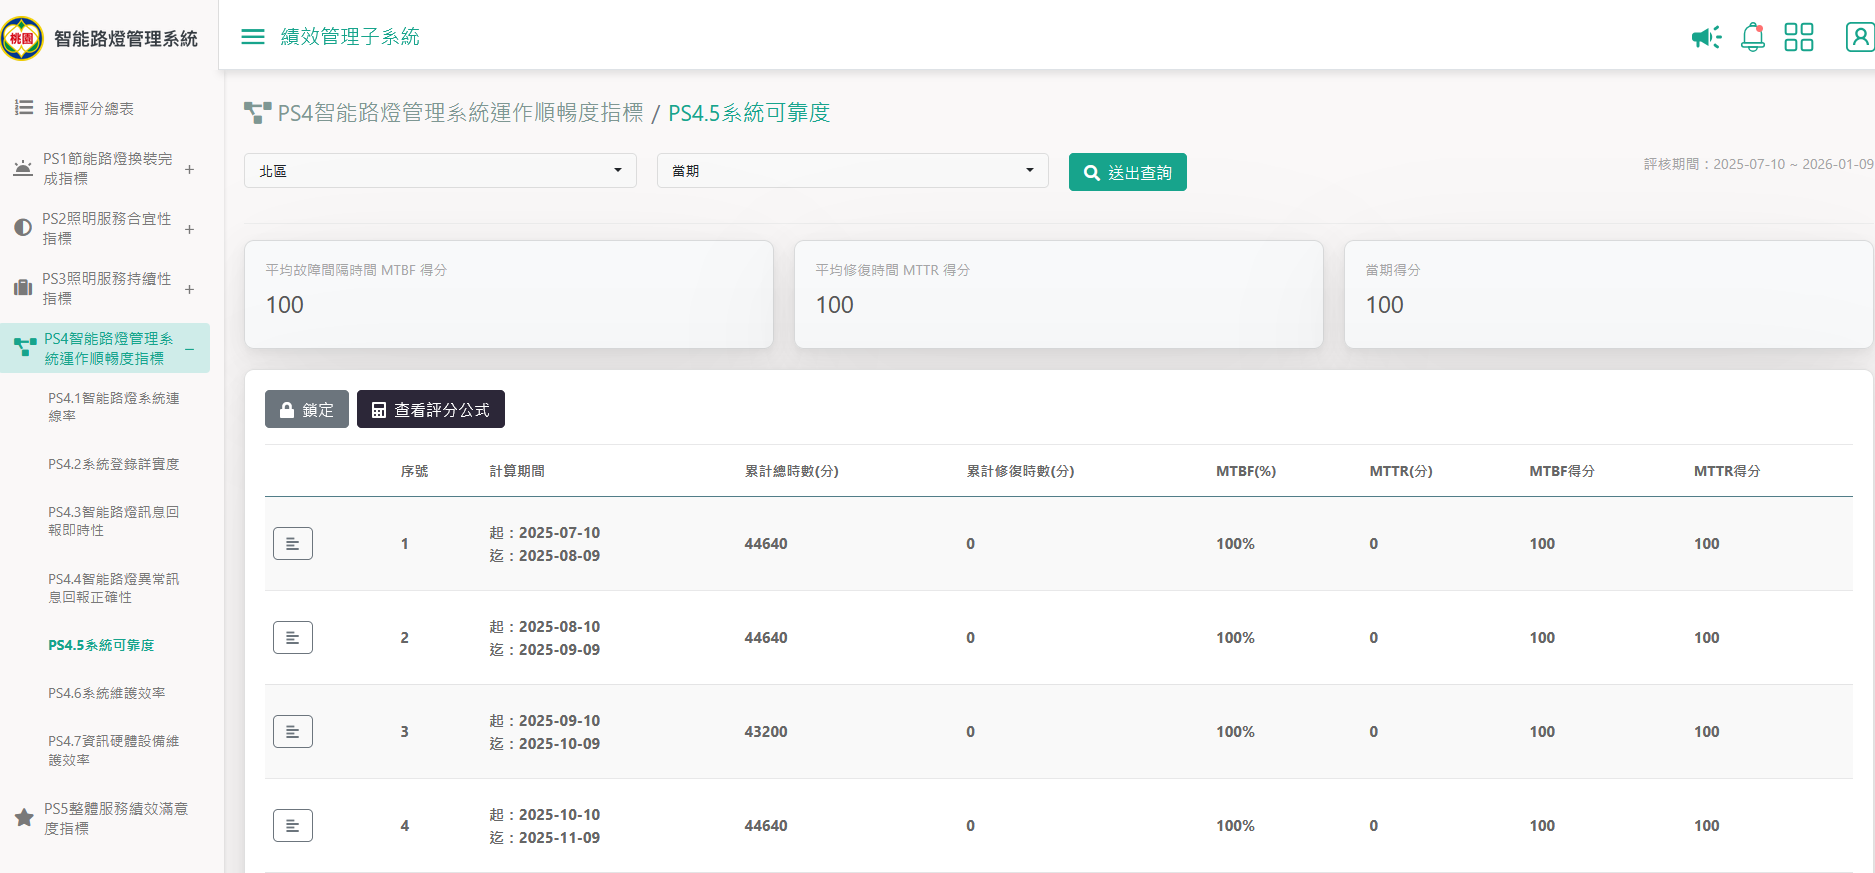 桃園
智能路燈管理系統
績效管理子系統
指標評分總表
PS1節能路燈換裝完
成指標
+
PS2照明服務合宜性
指標
+
PS3照明服務持續性
指標
+
PS4智能路燈管理系
統運作順暢度指標
–
PS4.1智能路燈系統連
線率
PS4.2系統登錄詳實度
PS4.3智能路燈訊息回
報即時性
PS4.4智能路燈異常訊
息回報正確性
PS4.5系統可靠度
PS4.6系統維護效率
PS4.7資訊硬體設備維
護效率
PS5整體服務績效滿意
度指標
PS4智能路燈管理系統運作順暢度指標 / PS4.5系統可靠度
北區
當期
送出查詢
評核期間：2025-07-10 ~ 2026-01-09
平均故障間隔時間 MTBF 得分
100
平均修復時間 MTTR 得分
100
當期得分
100
鎖定
查看評分公式
序號 計算期間 累計總時數(分) 累計修復時數(分) MTBF(%) MTTR(分) MTBF得分 MTTR得分
1 起：2025-07-10
迄：2025-08-09 44640 0 100% 0 100 100
2 起：2025-08-10
迄：2025-09-09 44640 0 100% 0 100 100
3 起：2025-09-10
迄：2025-10-09 43200 0 100% 0 100 100
4 起：2025-10-10
迄：2025-11-09 44640 0 100% 0 100 100